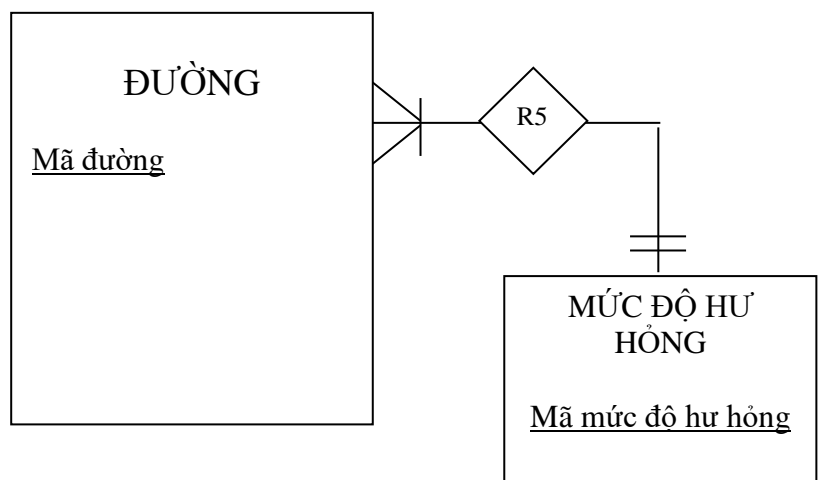 ĐƯỜNG
Mã đường
R5
MỨC ĐỘ HƯ
HỎNG
Mã mức độ hư hỏng